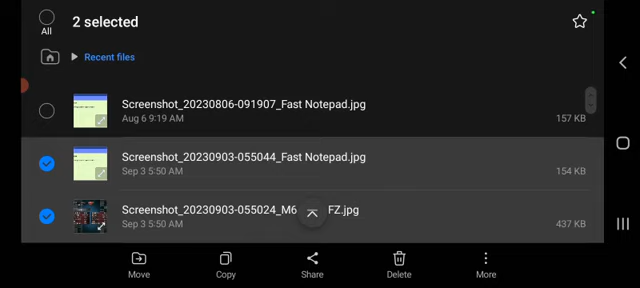 All
2 selected
Recent files
Screenshot_20230806-091907_Fast Notepad.jpg
Aug 6 9:19 AM
157 KB
Screenshot_20230903-055044_Fast Notepad.jpg
Sep 3 5:50 AM
154 KB
Screenshot_20230903-055024_M6 FZ.jpg
Sep 3 5:50 AM
437 KB
Move
Copy
Share
Delete
More